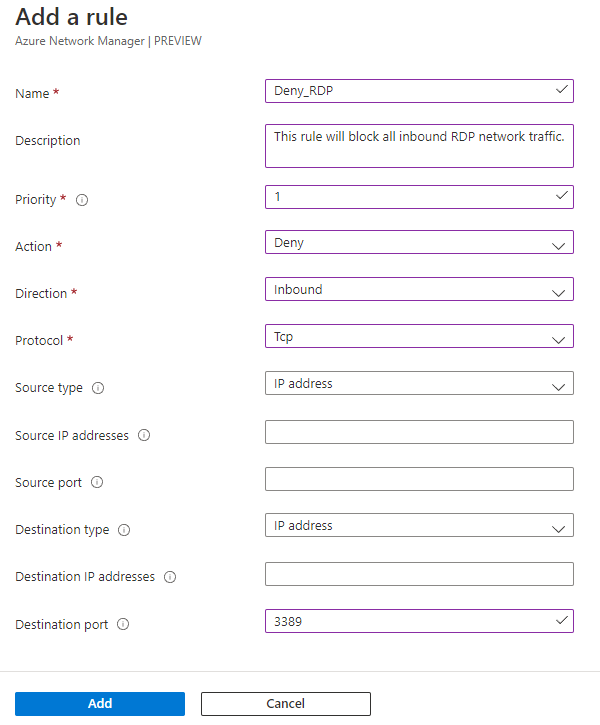 Add a rule
Azure Network Manager | PREVIEW
Name * Deny_RDP
Description This rule will block all inbound RDP network traffic.
Priority * 1
Action * Deny
Direction * Inbound
Protocol * Tcp
Source type IP address
Source IP addresses
Source port
Destination type IP address
Destination IP addresses
Destination port 3389
Add Cancel